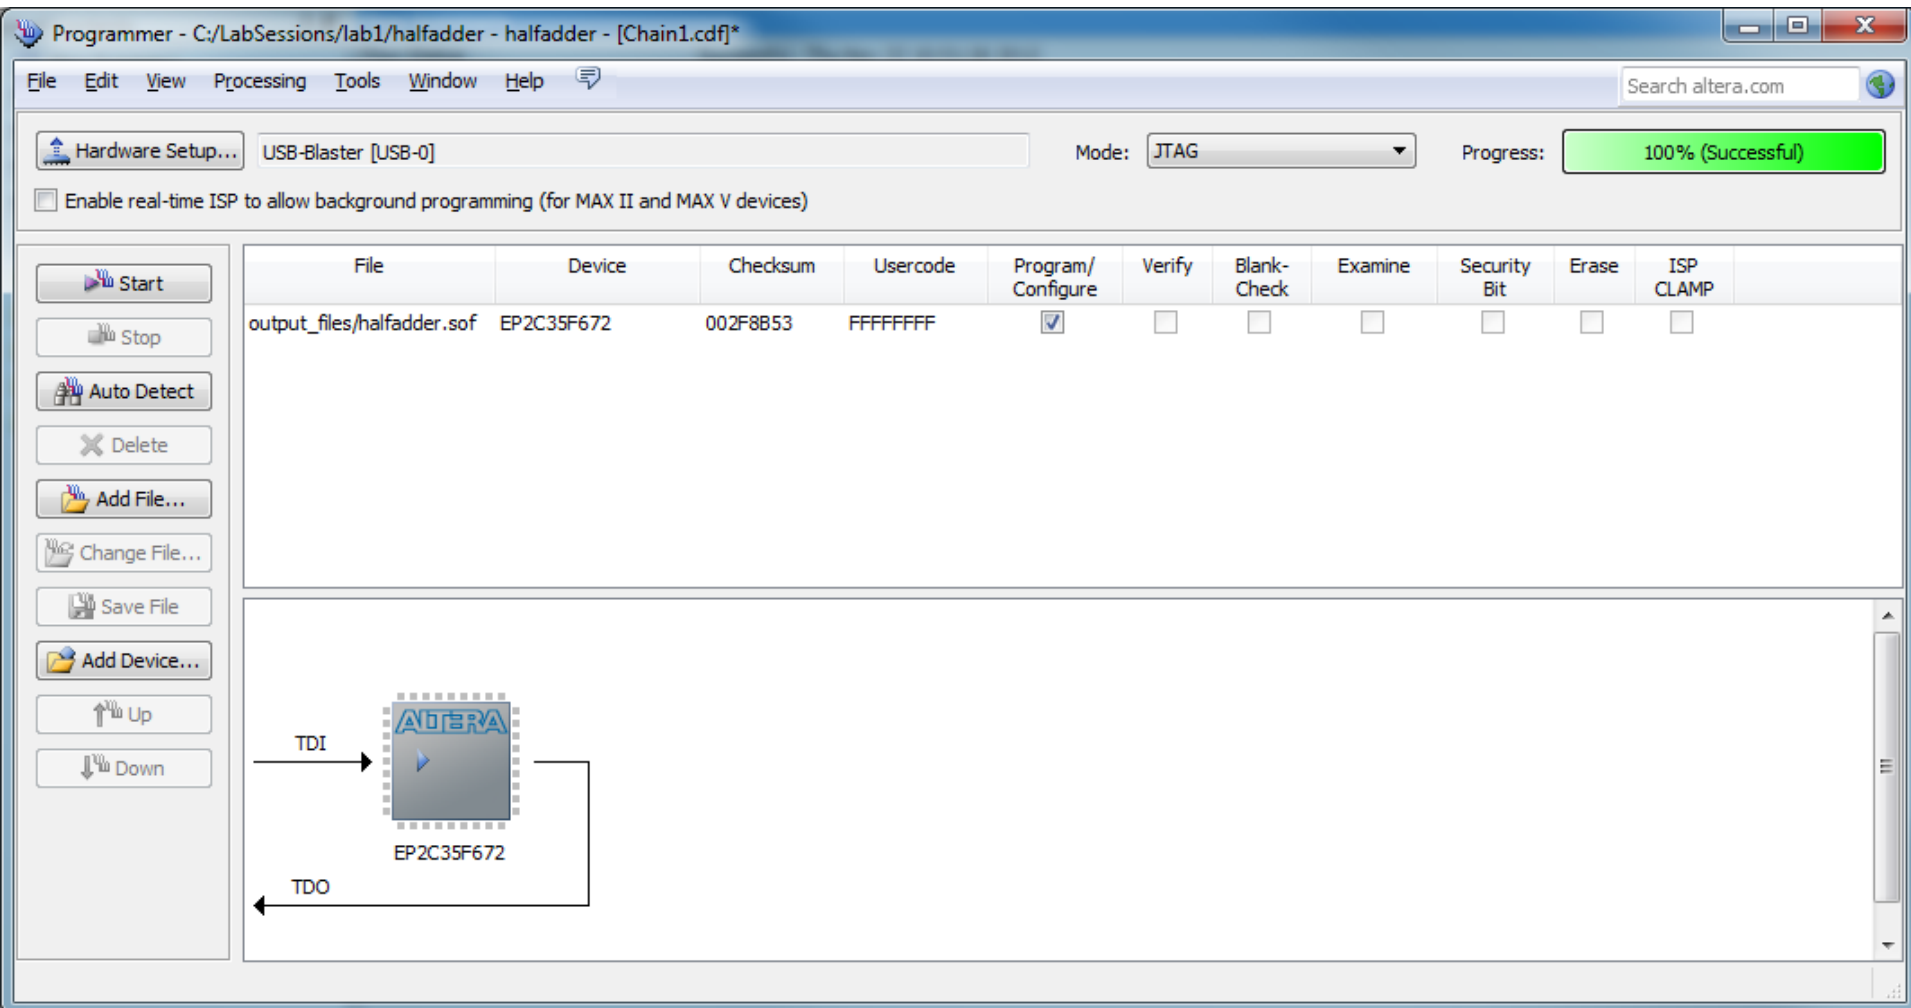 Programmer - C:/LabSessions/lab1/halfadder - halfadder - [Chain1.cdf]*
File Edit View Processing Tools Window Help
Search altera.com
Hardware Setup... USB-Blaster [USB-0] Mode: JTAG Progress: 100% (Successful)
Enable real-time ISP to allow background programming (for MAX II and MAX V devices)
Start
Stop
Auto Detect
Delete
Add File...
Change File...
Save File
Add Device...
Up
Down
File Device Checksum Usercode Program/ Verify Blank- Examine Security Erase ISP
Configure Check Bit CLAMP
output_files/halfadder.sof EP2C35F672 002F8B53 FFFFFFFF
ALTERA
TDI
EP2C35F672
TDO